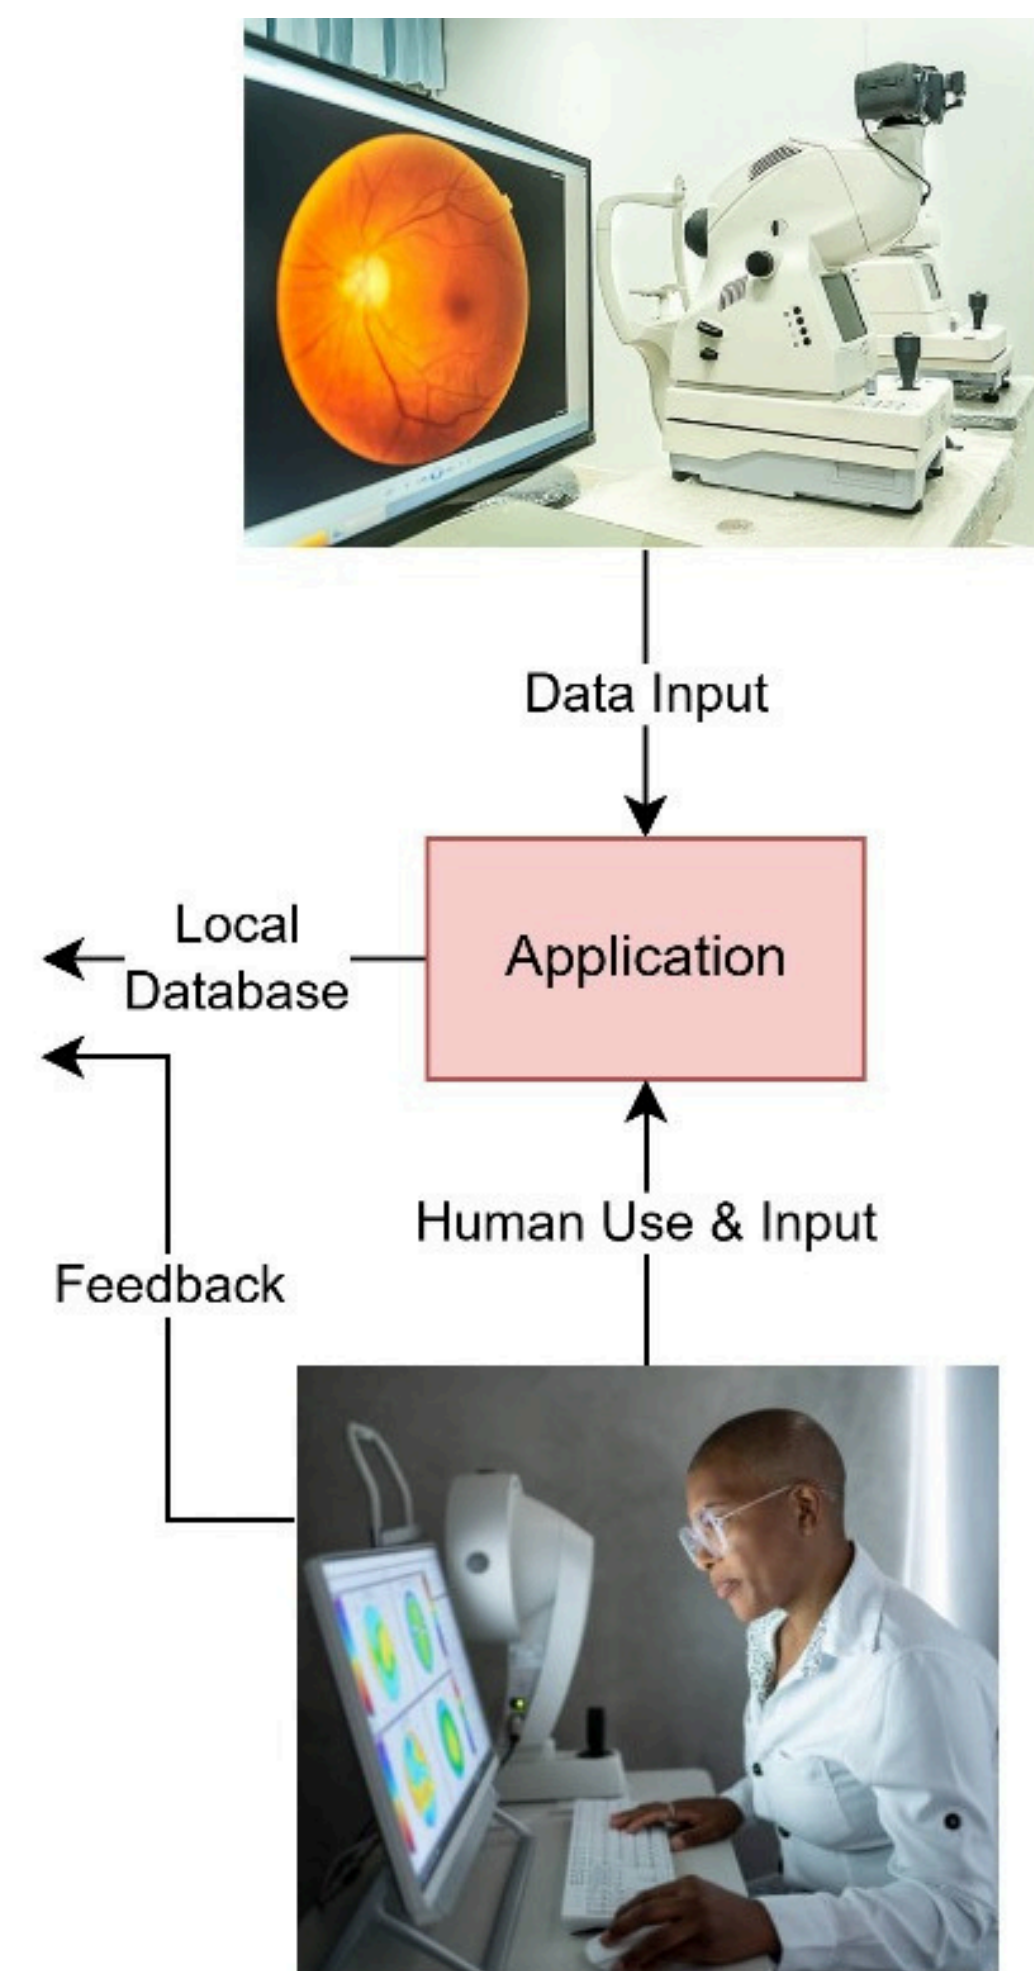 Data Input
Local
Database
Application
Human Use & Input
Feedback